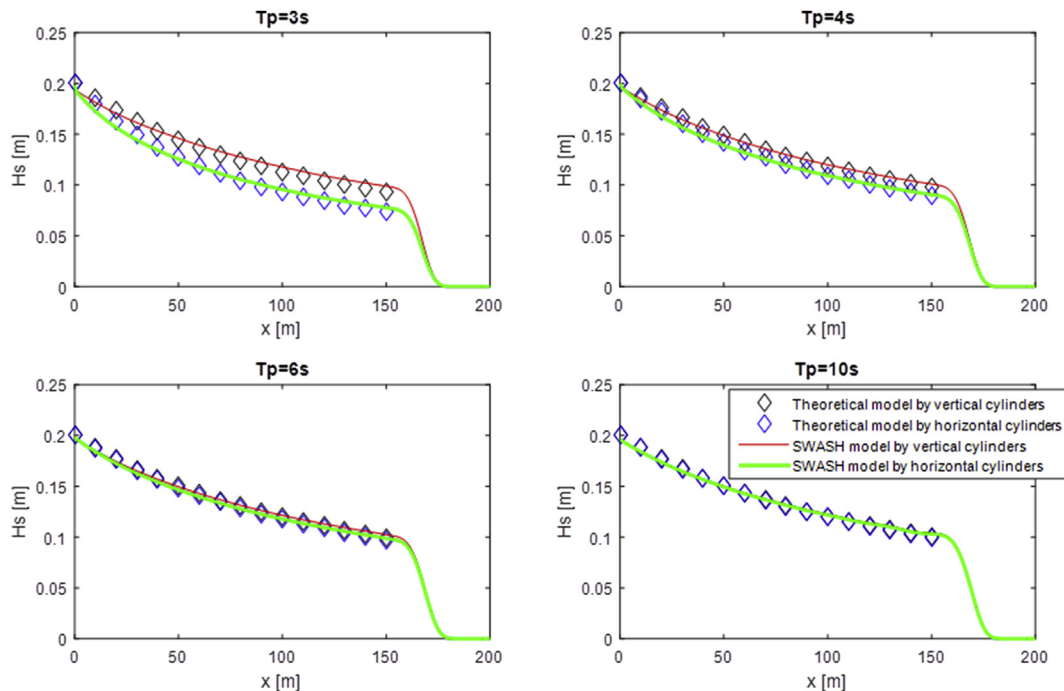 Tp=3s
0.25
0.2
0.15
0.1
0.05
0
Hs [m]
0 50 100 150 200
x [m]
Tp=4s
0.25
0.2
0.15
0.1
0.05
0
Hs [m]
0 50 100 150 200
x [m]
Tp=6s
0.25
0.2
0.15
0.1
0.05
0
Hs [m]
0 50 100 150 200
x [m]
Tp=10s
0.25
0.2
0.15
0.1
0.05
0
Hs [m]
0 50 100 150 200
x [m]
Theoretical model by vertical cylinders
Theoretical model by horizontal cylinders
SWASH model by vertical cylinders
SWASH model by horizontal cylinders